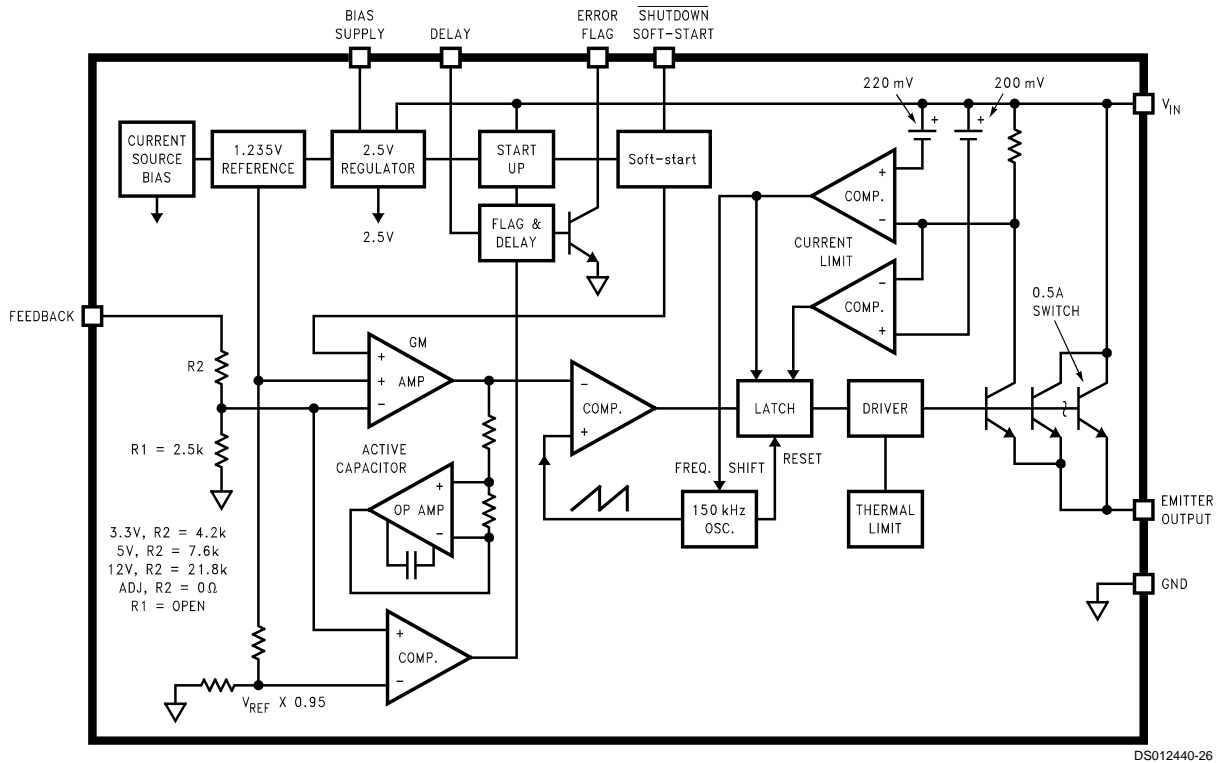 BIAS
SUPPLY
DELAY
ERROR
FLAG
SHUTDOWN
SOFT-START
220 mV
200 mV
V_IN
CURRENT
SOURCE
BIAS
1.235V
REFERENCE
2.5V
REGULATOR
START
UP
Soft-start
+
+
+
COMP.
−
2.5V
FLAG &
DELAY
CURRENT
LIMIT
−
COMP.
+
0.5A
SWITCH
FEEDBACK
R2
GM
AMP
+
+
−
−
COMP.
+
LATCH
DRIVER
R1 = 2.5k
ACTIVE
CAPACITOR
+
OP AMP
−
FREQ. SHIFT
RESET
150 kHz
OSC.
THERMAL
LIMIT
EMITTER
OUTPUT
3.3V, R2 = 4.2k
5V, R2 = 7.6k
12V, R2 = 21.8k
ADJ, R2 = 0Ω
R1 = OPEN
GND
+
COMP.
−
V_REF X 0.95
DS012440-26